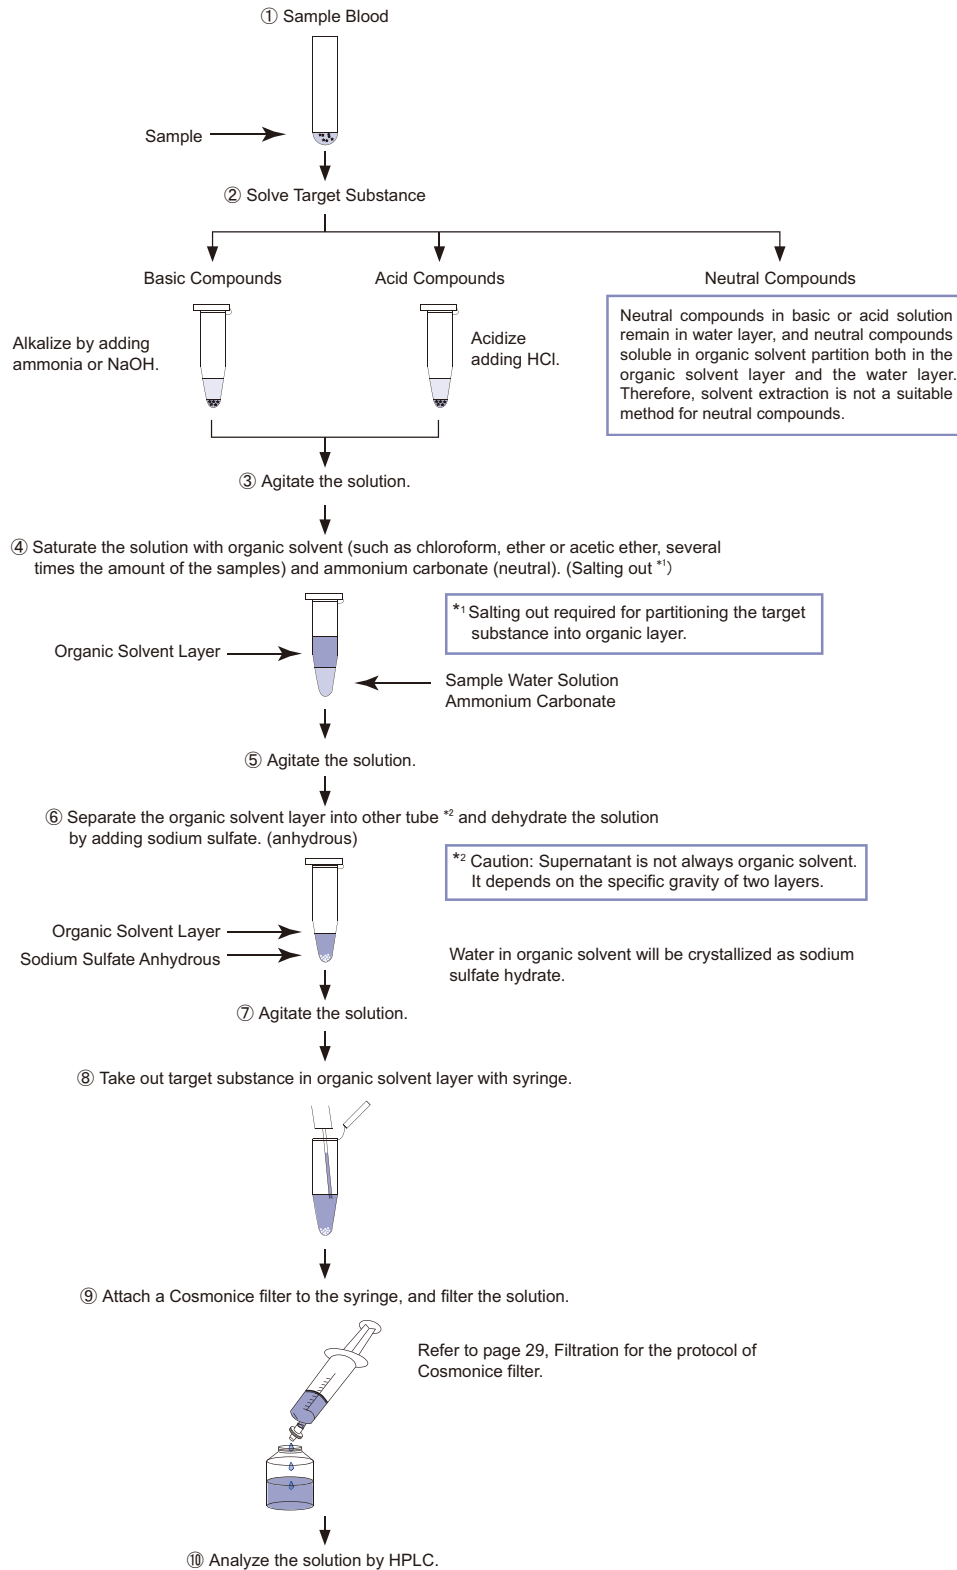 ① Sample Blood
Sample
② Solve Target Substance
Basic Compounds
Acid Compounds
Neutral Compounds
Alkalize by adding
ammonia or NaOH.
Acidize
adding HCl.
Neutral compounds in basic or acid solution
remain in water layer, and neutral compounds
soluble in organic solvent partition both in the
organic solvent layer and the water layer.
Therefore, solvent extraction is not a suitable
method for neutral compounds.
③ Agitate the solution.
④ Saturate the solution with organic solvent (such as chloroform, ether or acetic ether, several
times the amount of the samples) and ammonium carbonate (neutral). (Salting out *1)
*1 Salting out required for partitioning the target
substance into organic layer.
Organic Solvent Layer
Sample Water Solution
Ammonium Carbonate
⑤ Agitate the solution.
⑥ Separate the organic solvent layer into other tube *2 and dehydrate the solution
by adding sodium sulfate. (anhydrous)
*2 Caution: Supernatant is not always organic solvent.
It depends on the specific gravity of two layers.
Organic Solvent Layer
Sodium Sulfate Anhydrous
Water in organic solvent will be crystallized as sodium
sulfate hydrate.
⑦ Agitate the solution.
⑧ Take out target substance in organic solvent layer with syringe.
⑨ Attach a Cosmonice filter to the syringe, and filter the solution.
Refer to page 29, Filtration for the protocol of
Cosmonice filter.
⑩ Analyze the solution by HPLC.